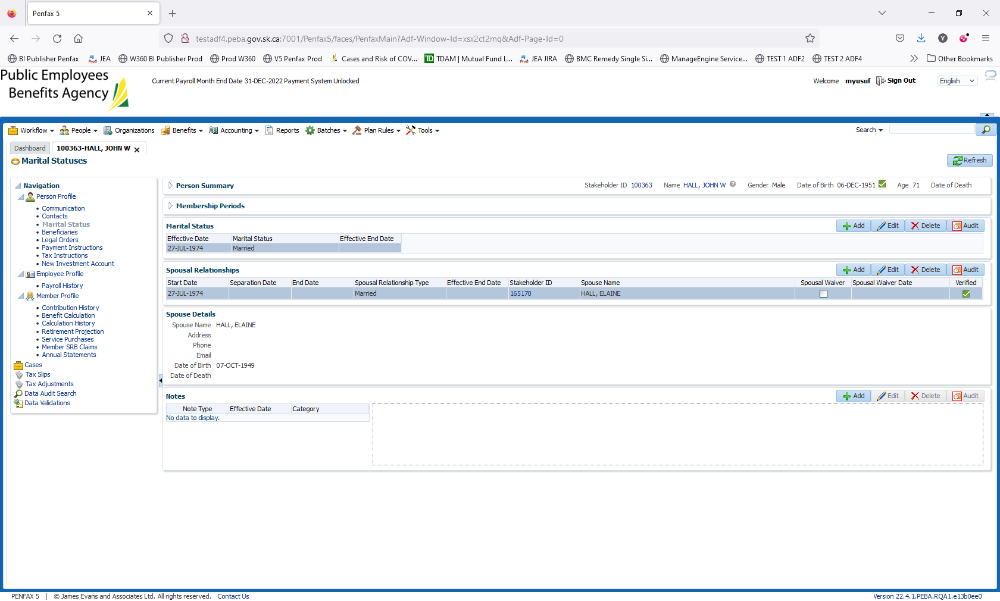 Penfax 5
testadf4.peba.gov.sk.ca:7001/Penfax5/faces/PenfaxMain?Adf-Window-Id=xsx2ct2mq&Adf-Page-Id=0
BI Publisher Penfax JEA W360 BI Publisher Prod Prod W360 V5 Penfax Prod Cases and Risk of COV... TD TDAM | Mutual Fund L... JEA JIRA BMC Remedy Single Si... ManageEngine Service... TEST 1 ADF2 TEST 2 ADF4 Other Bookmarks
Public Employees
Benefits Agency
Current Payroll Month End Date 31-DEC-2022 Payment System Unlocked
Welcome myusuf Sign Out English
Workflow People Organizations Benefits Accounting Reports Batches Plan Rules Tools Search
Dashboard 100363-HALL, JOHN W
Marital Statuses
Refresh
Navigation
Person Profile
Communication
Contacts
Marital Status
Beneficiaries
Legal Orders
Payment Instructions
Tax Instructions
New Investment Account
Employee Profile
Payroll History
Member Profile
Contribution History
Benefit Calculation
Calculation History
Retirement Projection
Service Purchases
Member SRB Claims
Annual Statements
Cases
Tax Slips
Tax Adjustments
Data Audit Search
Data Validations
Person Summary Stakeholder ID 100363 Name HALL, JOHN W Gender Male Date of Birth 06-DEC-1951 Age 71 Date of Death
Membership Periods
Marital Status Add Edit Delete Audit
Effective Date Marital Status Effective End Date
27-JUL-1974 Married
Spousal Relationships Add Edit Delete Audit
Start Date Separation Date End Date Spousal Relationship Type Effective End Date Stakeholder ID Spouse Name Spousal Waiver Spousal Waiver Date Verified
27-JUL-1974 Married 165170 HALL, ELAINE
Spouse Details
Spouse Name HALL, ELAINE
Address
Phone
Email
Date of Birth 07-OCT-1949
Date of Death
Notes Add Edit Delete Audit
Note Type Effective Date Category
No data to display.
PENFAX 5 | © James Evans and Associates Ltd. All rights reserved. Contact Us
Version 22.4.1.PEBA.RQA1.e13b0ee0